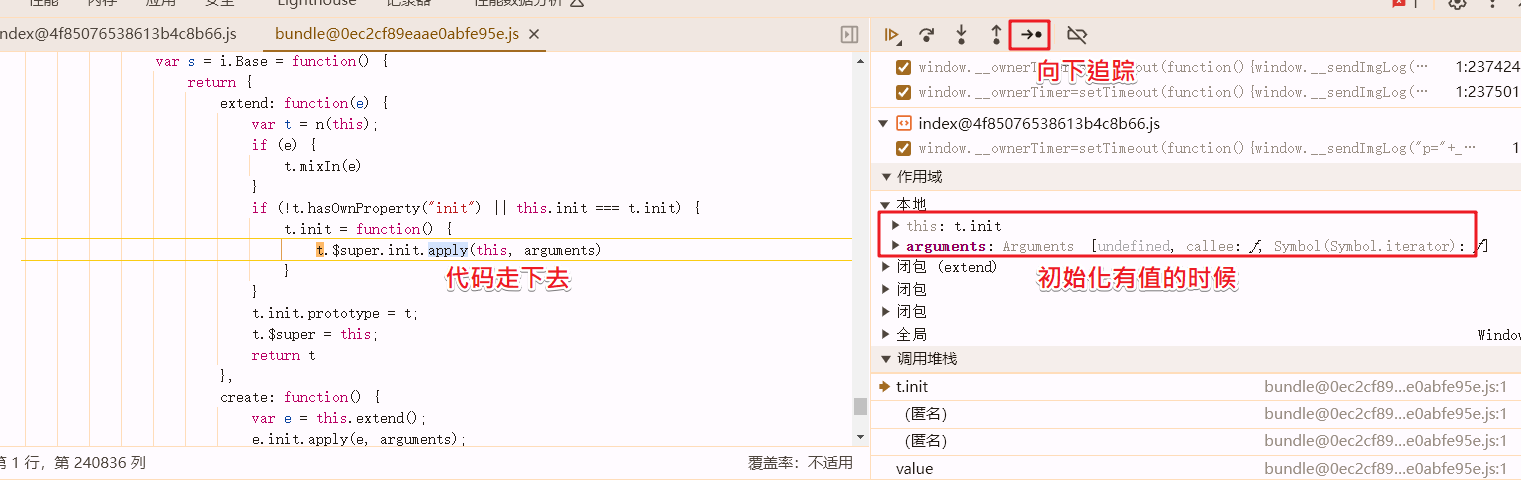 性能 内存 应用 安全 Lighthouse 记录器 性能数据分析 1
index@4f85076538613b4c8b66.js bundle@0ec2cf89eaae0abfe95e.js
var s = i.Base = function() {
return {
extend: function(e) {
var t = n(this);
if (e) {
t.mixIn(e)
}
if (!t.hasOwnProperty("init") || this.init === t.init) {
t.init = function() {
t.$super.init.apply(this, arguments)
}
代码走下去
}
t.init.prototype = t;
t.$super = this;
return t
},
create: function() {
var e = this.extend();
e.init.apply(e, arguments);
第 1 行，第 240836 列 覆盖率：不适用
window.__ownerTimer=setTimeout(function(){window.__sendImgLog(… 1:237424
向下追踪
window.__ownerTimer=setTimeout(function(){window.__sendImgLog(… 1:237501
index@4f85076538613b4c8b66.js
window.__ownerTimer=setTimeout(function(){window.__sendImgLog("p="+_… 1
作用域
本地
this: t.init
arguments: Arguments [undefined, callee: ƒ, Symbol(Symbol.iterator): ƒ]
闭包 (extend)
初始化有值的时候
闭包
闭包
全局 Window
调用堆栈
t.init bundle@0ec2cf89…e0abfe95e.js:1
(匿名) bundle@0ec2cf89…e0abfe95e.js:1
(匿名) bundle@0ec2cf89…e0abfe95e.js:1
value bundle@0ec2cf89…e0abfe95e.js:1